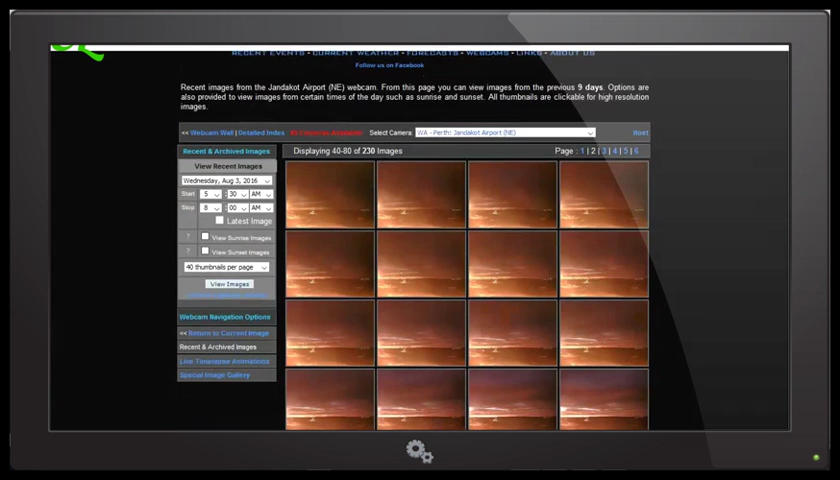 RECENT EVENTS • CURRENT WEATHER • FORECASTS • WEBCAMS • LINKS • ABOUT US
Follow us on Facebook
Recent images from the Jandakot Airport (NE) webcam. From this page you can view images from the previous 9 days. Options are
also provided to view images from certain times of the day such as sunrise and sunset. All thumbnails are clickable for high resolution
images.
<< Webcam Wall | Detailed Index
Select Camera: WA - Perth: Jandakot Airport (NE)
Next
Recent & Archived Images
Displaying 40-80 of 230 Images
Page : 1 | 2 | 3 | 4 | 5 | 6
View Recent Images
Wednesday, Aug 3, 2016
Start 5 : 30 AM
Stop 8 : 00 AM
Latest Image
? View Sunrise Images
? View Sunset Images
40 thumbnails per page
View Images
Webcam Navigation Options
<< Return to Current Image
Recent & Archived Images
Live Timelapse Animations
Special Image Gallery